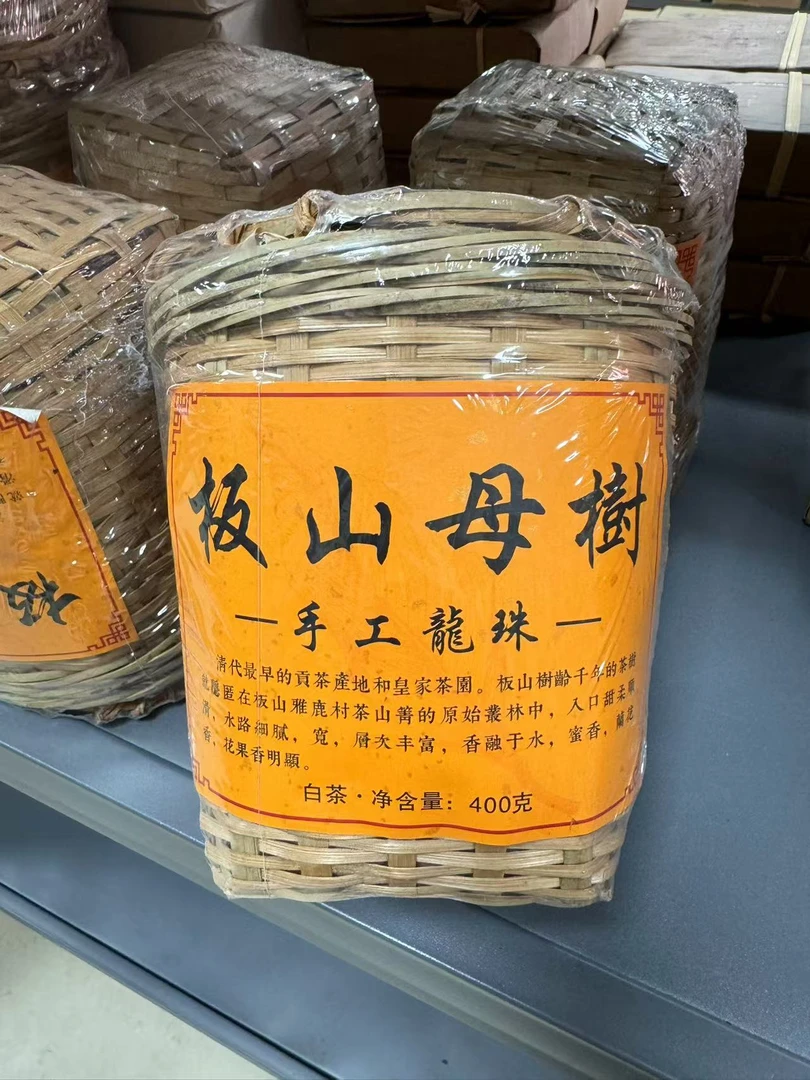 板山母樹
—手工龍珠—
清代最早的貢茶產地和皇家茶園。板山樹齡千年的茶樹
就隱匿在板山雅鹿村茶山箐的原始叢林中，入口甜柔順
滑，水路細膩，寬，層次丰富，香融于水，蜜香，蘭花
香，花果香明顯。
白茶·净含量：400克
板